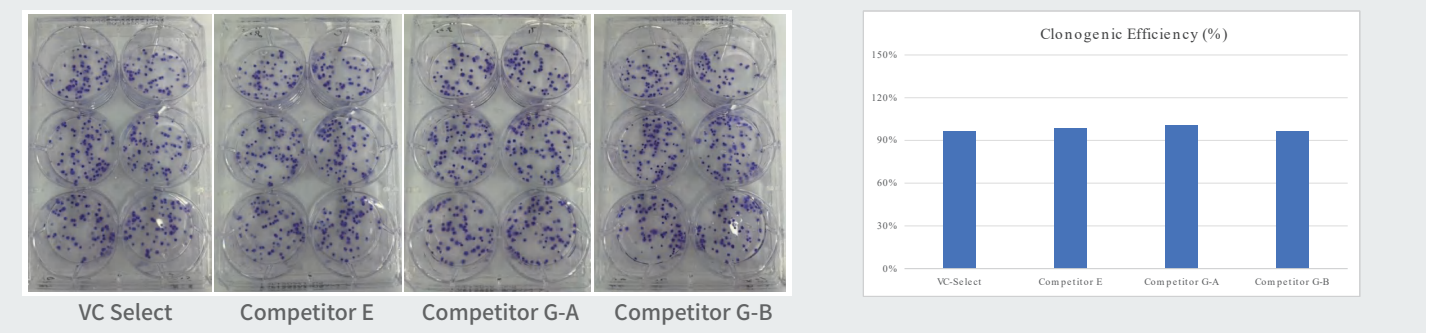 VC Select
Competitor E
Competitor G-A
Competitor G-B
Clonogenic Efficiency (%)
150%
120%
90%
60%
30%
0%
VC-Select
Competitor E
Competitor G-A
Competitor G-B